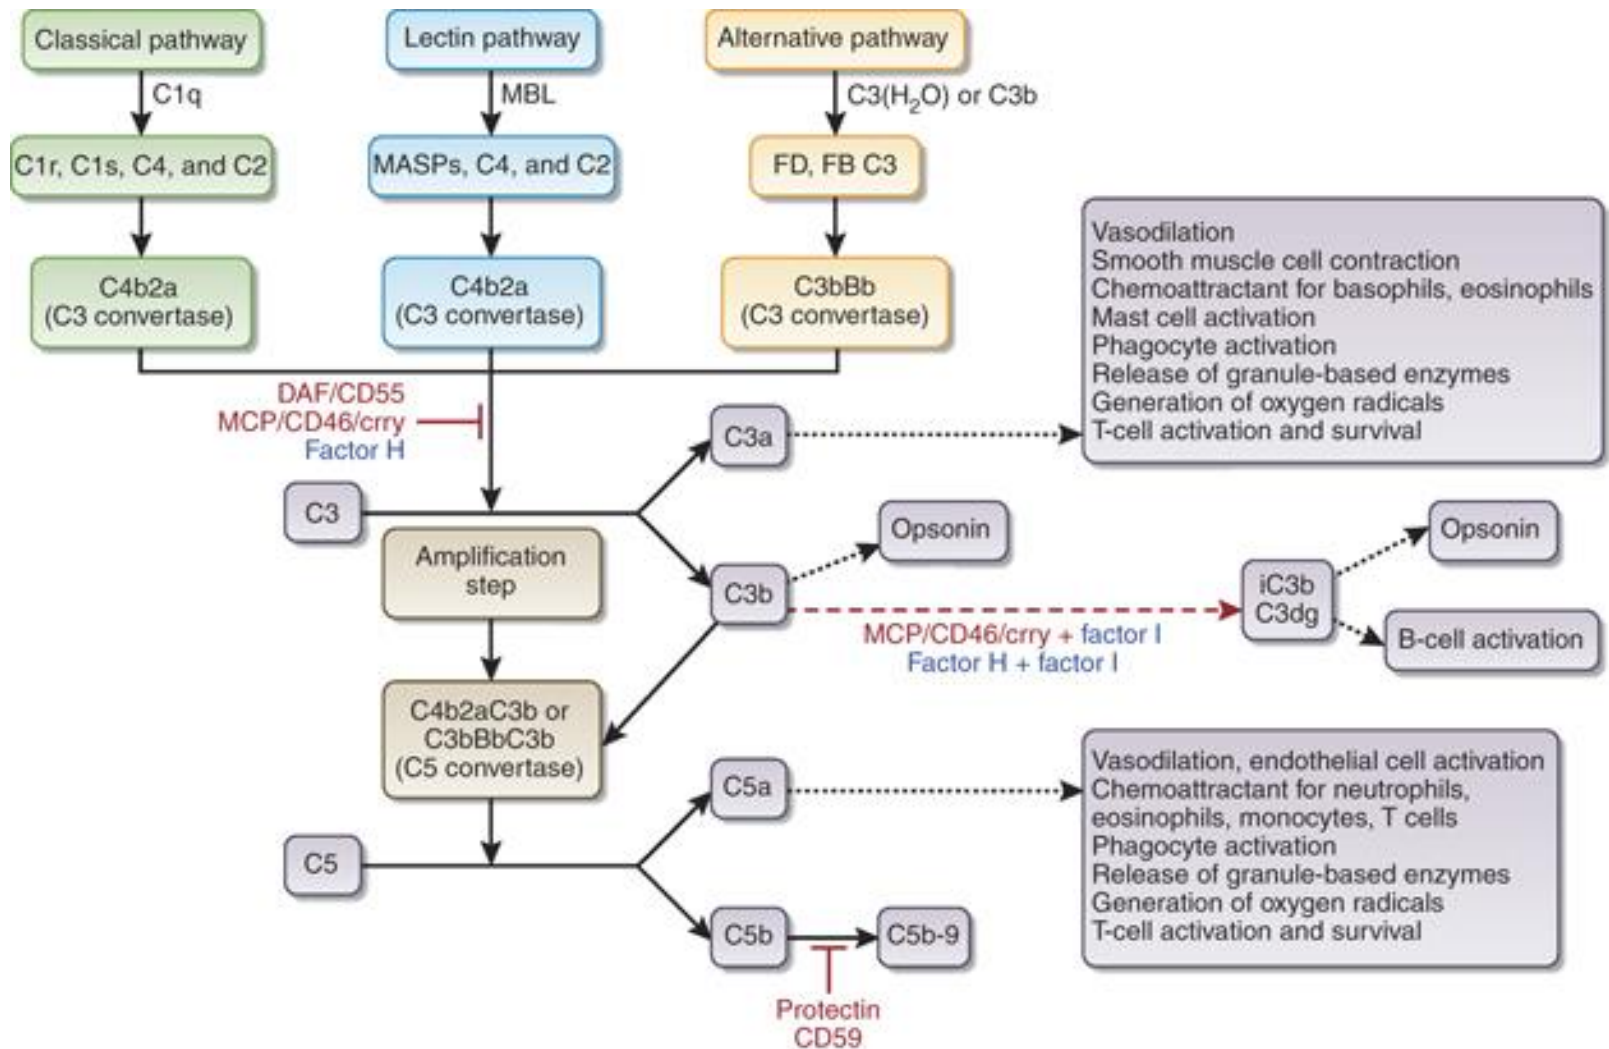 Classical pathway
Lectin pathway
Alternative pathway
C1q
MBL
C3(H2O) or C3b
C1r, C1s, C4, and C2
MASPs, C4, and C2
FD, FB C3
C4b2a
(C3 convertase)
C4b2a
(C3 convertase)
C3bBb
(C3 convertase)
Vasodilation
Smooth muscle cell contraction
Chemoattractant for basophils, eosinophils
Mast cell activation
Phagocyte activation
Release of granule-based enzymes
Generation of oxygen radicals
T-cell activation and survival
DAF/CD55
MCP/CD46/crry
Factor H
C3a
C3
Amplification
step
C3b
Opsonin
MCP/CD46/crry + factor I
Factor H + factor I
iC3b
C3dg
Opsonin
B-cell activation
C4b2aC3b or
C3bBbC3b
(C5 convertase)
C5a
Vasodilation, endothelial cell activation
Chemoattractant for neutrophils,
eosinophils, monocytes, T cells
Phagocyte activation
Release of granule-based enzymes
Generation of oxygen radicals
T-cell activation and survival
C5
C5b
C5b-9
Protectin
CD59